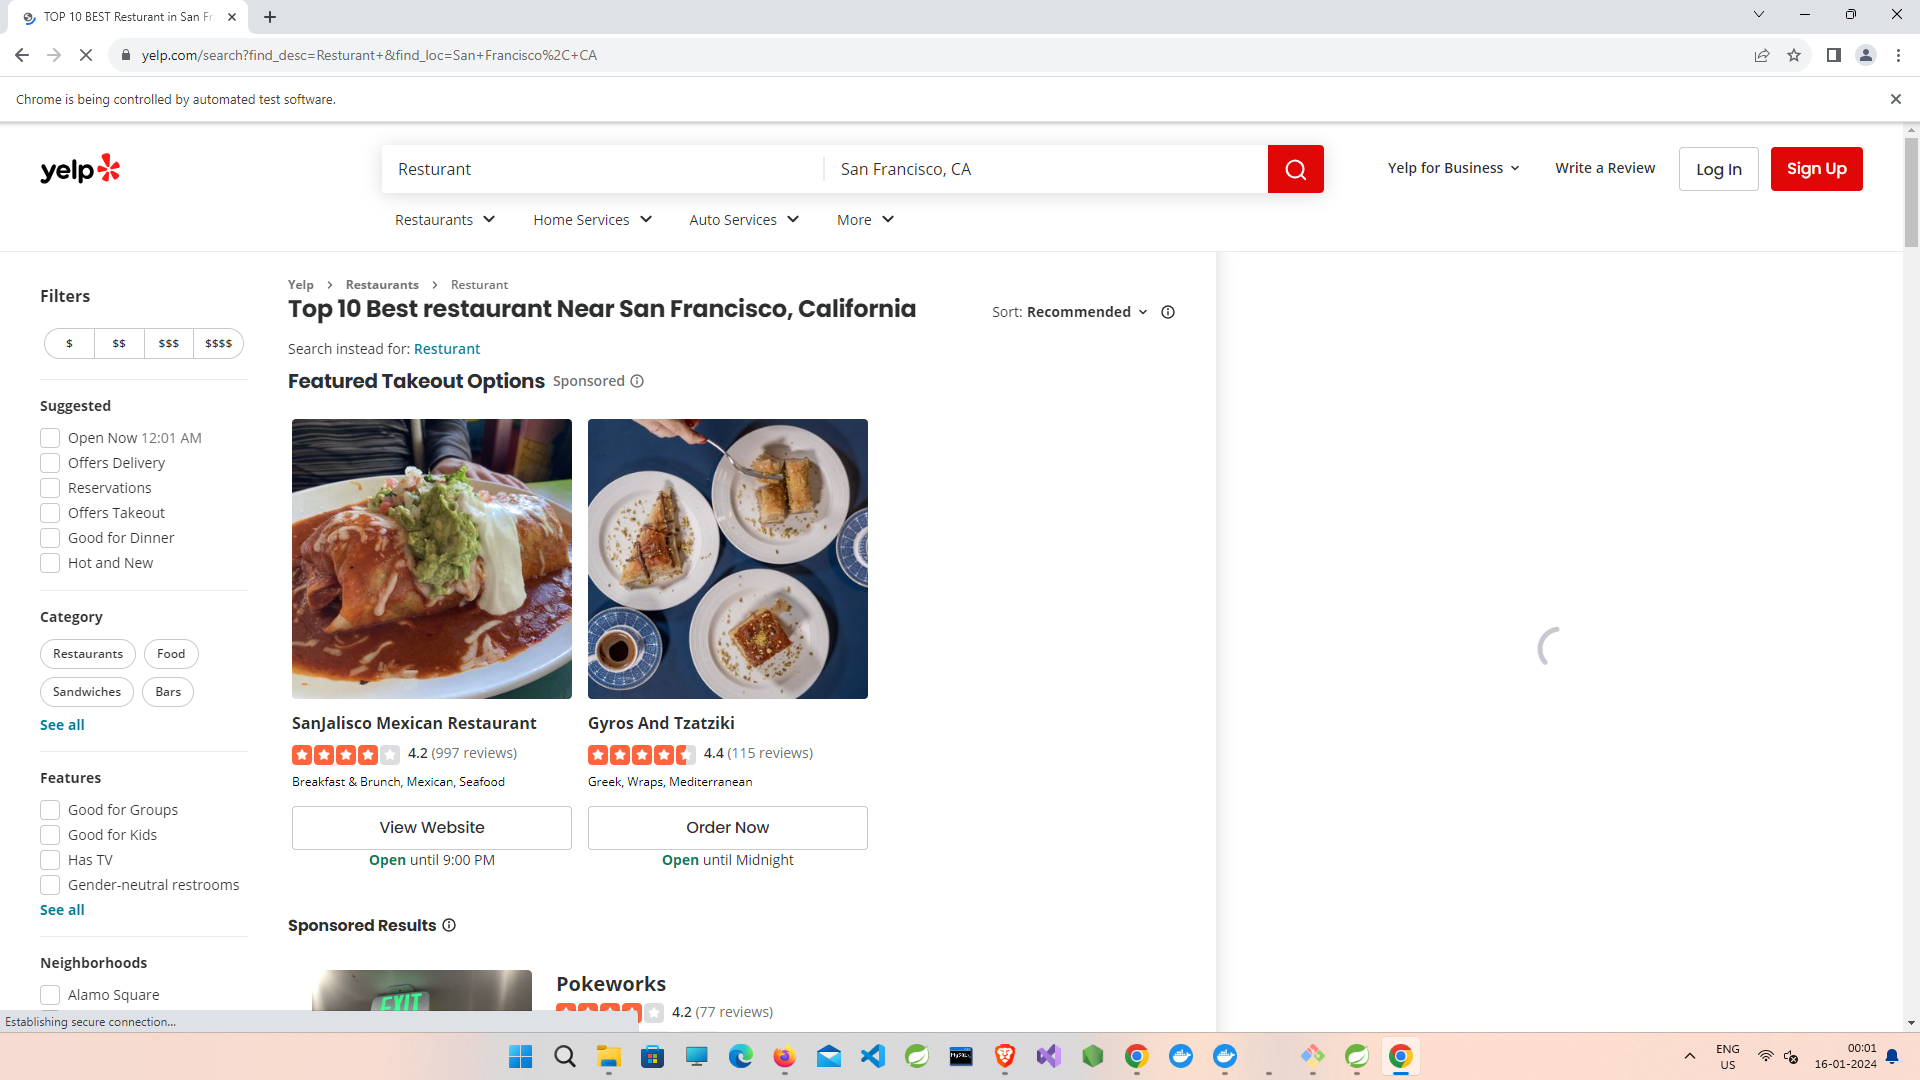 TOP 10 BEST Resturant in San Fr
yelp.com/search?find_desc=Resturant+&find_loc=San+Francisco%2C+CA
Chrome is being controlled by automated test software.
yelp
Resturant
San Francisco, CA
Yelp for Business
Write a Review
Log In
Sign Up
Restaurants
Home Services
Auto Services
More
Filters
$
$$
$$$
$$$$
Suggested
Open Now 12:01 AM
Offers Delivery
Reservations
Offers Takeout
Good for Dinner
Hot and New
Category
Restaurants
Food
Sandwiches
Bars
See all
Features
Good for Groups
Good for Kids
Has TV
Gender-neutral restrooms
See all
Neighborhoods
Alamo Square
Yelp > Restaurants > Resturant
Top 10 Best restaurant Near San Francisco, California
Sort: Recommended
Search instead for: Resturant
Featured Takeout Options Sponsored
SanJalisco Mexican Restaurant
4.2 (997 reviews)
Breakfast & Brunch, Mexican, Seafood
View Website
Open until 9:00 PM
Gyros And Tzatziki
4.4 (115 reviews)
Greek, Wraps, Mediterranean
Order Now
Open until Midnight
Sponsored Results
EXIT
Pokeworks
4.2 (77 reviews)
Establishing secure connection...
ENG
US
00:01
16-01-2024